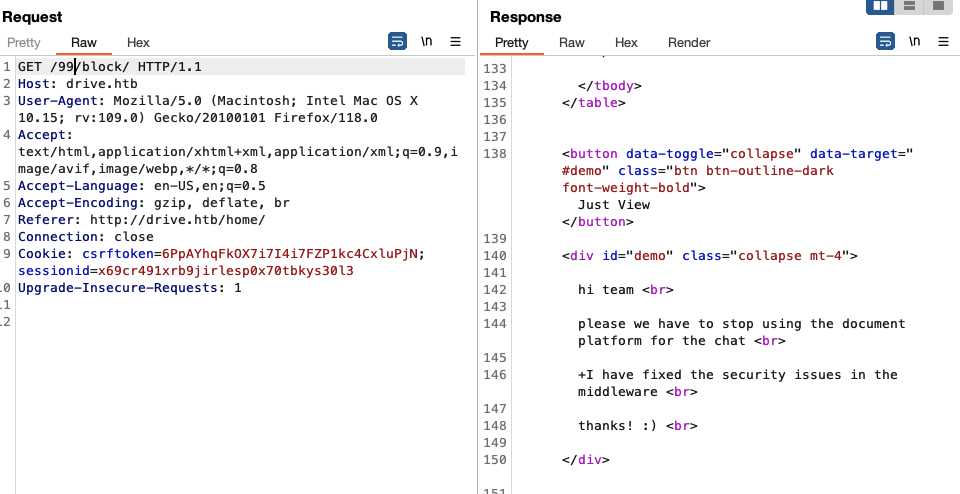 Request
Pretty Raw Hex \n
1 GET /99/block/ HTTP/1.1
2 Host: drive.htb
3 User-Agent: Mozilla/5.0 (Macintosh; Intel Mac OS X
10.15; rv:109.0) Gecko/20100101 Firefox/118.0
4 Accept:
text/html,application/xhtml+xml,application/xml;q=0.9,i
mage/avif,image/webp,*/*;q=0.8
5 Accept-Language: en-US,en;q=0.5
6 Accept-Encoding: gzip, deflate, br
7 Referer: http://drive.htb/home/
8 Connection: close
9 Cookie: csrftoken=6PpAYhqFkOX7i7I4i7FZP1kc4CxluPjN;
sessionid=x69cr491xrb9jirlesp0x70tbkys30l3
10 Upgrade-Insecure-Requests: 1
11
12
Response
Pretty Raw Hex Render \n
133
134 </tbody>
135 </table>
136
137
138 <button data-toggle="collapse" data-target="
#demo" class="btn btn-outline-dark
font-weight-bold">
Just View
</button>
139
140 <div id="demo" class="collapse mt-4">
141
142 hi team <br>
143
144 please we have to stop using the document
platform for the chat <br>
145
146 +I have fixed the security issues in the
middleware <br>
147
148 thanks! :) <br>
149
150 </div>
151